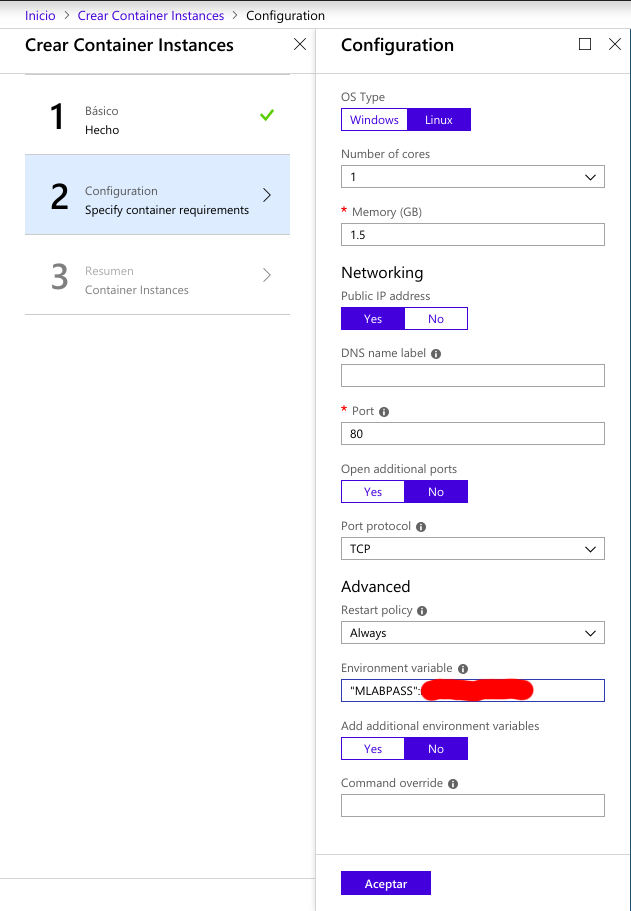 Inicio > Crear Container Instances > Configuration
Crear Container Instances
1
Básico
Hecho
2
Configuration
Specify container requirements
3
Resumen
Container Instances
Configuration
OS Type
Windows Linux
Number of cores
1
* Memory (GB)
1.5
Networking
Public IP address
Yes No
DNS name label
* Port
80
Open additional ports
Yes No
Port protocol
TCP
Advanced
Restart policy
Always
Environment variable
"MLABPASS":
Add additional environment variables
Yes No
Command override
Aceptar